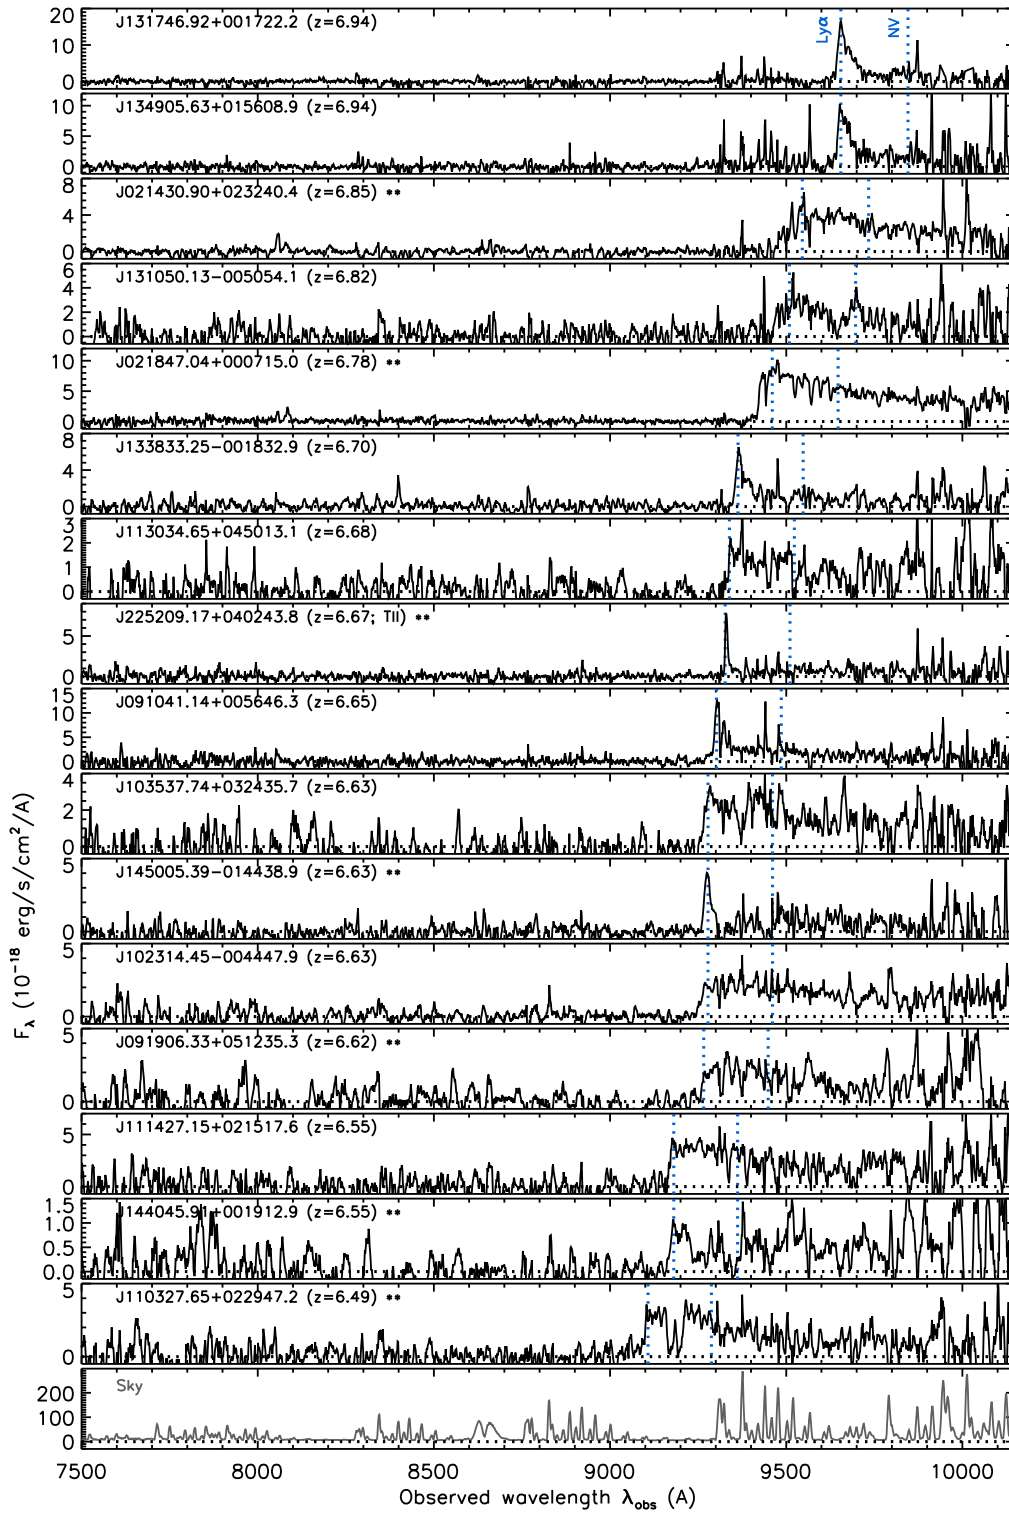 J131746.92+001722.2 (z=6.94)
Lyα
NV
20
10
0
J134905.63+015608.9 (z=6.94)
10
5
0
J021430.90+023240.4 (z=6.85) **
8
4
0
J131050.13-005054.1 (z=6.82)
6
4
2
0
J021847.04+000715.0 (z=6.78) **
10
5
0
J133833.25-001832.9 (z=6.70)
8
4
0
J113034.65+045013.1 (z=6.68)
3
2
1
0
J225209.17+040243.8 (z=6.67; TII) **
5
0
J091041.14+005646.3 (z=6.65)
15
10
5
0
J103537.74+032435.7 (z=6.63)
4
2
0
J145005.39-014438.9 (z=6.63) **
5
0
J102314.45-004447.9 (z=6.63)
5
0
J091906.33+051235.3 (z=6.62) **
5
0
J111427.15+021517.6 (z=6.55)
5
0
J144045.91+001912.9 (z=6.55) **
1.5
1.0
0.5
0.0
J110327.65+022947.2 (z=6.49) **
5
0
Sky
200
100
0
F_λ (10^-18 erg/s/cm^2/A)
7500 8000 8500 9000 9500 10000
Observed wavelength λ_obs (A)